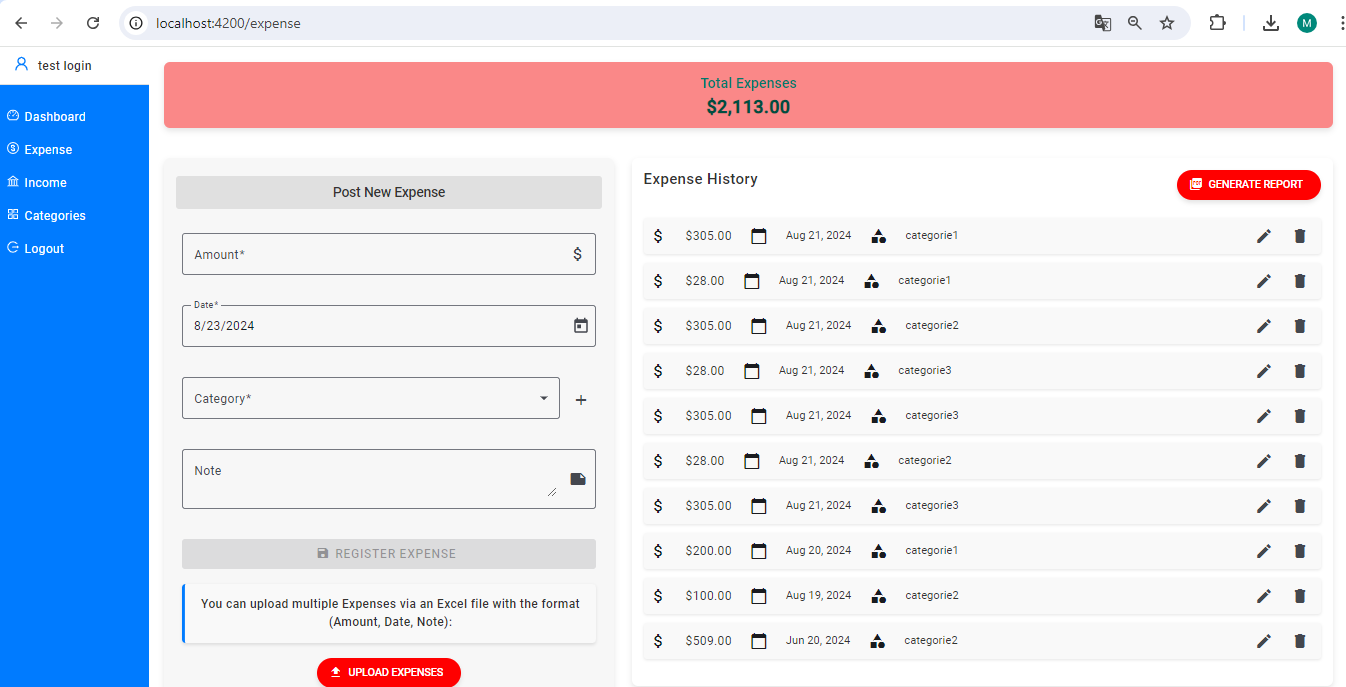 localhost:4200/expense
M
test login
Dashboard
Expense
Income
Categories
Logout
Total Expenses
$2,113.00
Post New Expense
Amount*
$
Date*
8/23/2024
Category*
+
Note
REGISTER EXPENSE
You can upload multiple Expenses via an Excel file with the format
(Amount, Date, Note):
UPLOAD EXPENSES
Expense History
GENERATE REPORT
$ $305.00 Aug 21, 2024 categorie1
$ $28.00 Aug 21, 2024 categorie1
$ $305.00 Aug 21, 2024 categorie2
$ $28.00 Aug 21, 2024 categorie3
$ $305.00 Aug 21, 2024 categorie3
$ $28.00 Aug 21, 2024 categorie2
$ $305.00 Aug 21, 2024 categorie3
$ $200.00 Aug 20, 2024 categorie1
$ $100.00 Aug 19, 2024 categorie2
$ $509.00 Jun 20, 2024 categorie2